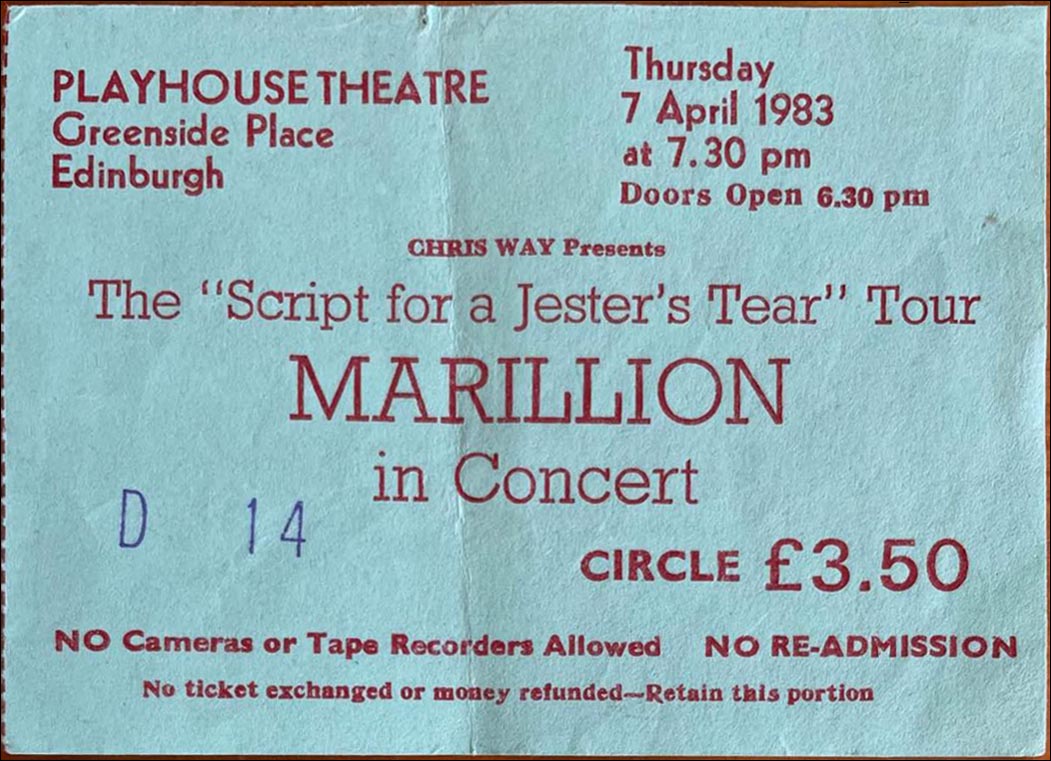 PLAYHOUSE THEATRE
Greenside Place
Edinburgh
Thursday
7 April 1983
at 7.30 pm
Doors Open 6.30 pm
CHRIS WAY Presents
The "Script for a Jester's Tear" Tour
MARILLION
in Concert
D 14
CIRCLE £3.50
NO Cameras or Tape Recorders Allowed NO RE-ADMISSION
No ticket exchanged or money refunded—Retain this portion